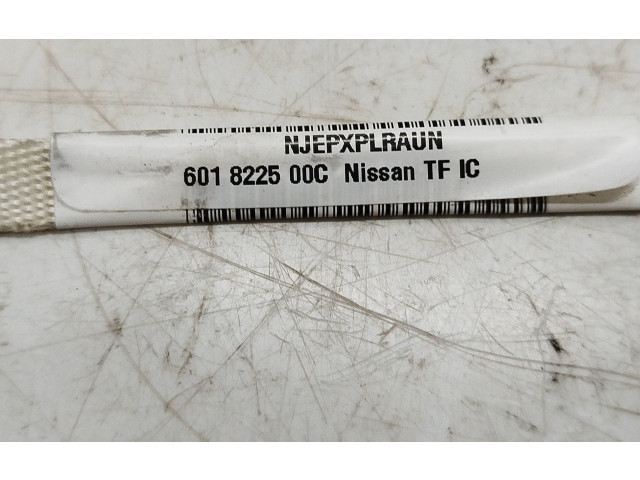 NJEPXPLRAUN
601 8225 00C Nissan TF IC